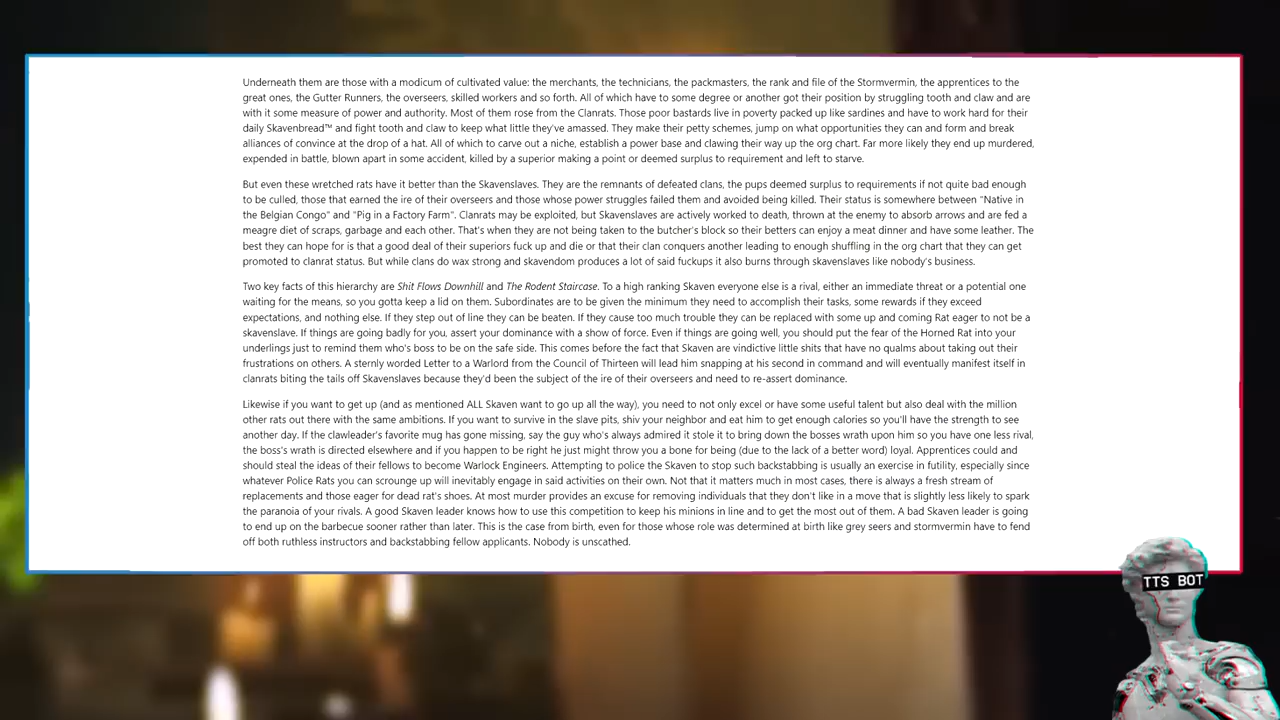 Underneath them are those with a modicum of cultivated value: the merchants, the technicians, the packmasters, the rank and file of the Stormvermin, the apprentices to the
great ones, the Gutter Runners, the overseers, skilled workers and so forth. All of which have to some degree or another got their position by struggling tooth and claw and are
with it some measure of power and authority. Most of them rose from the Clanrats. Those poor bastards live in poverty packed up like sardines and have to work hard for their
daily Skavenbread™ and fight tooth and claw to keep what little they've amassed. They make their petty schemes, jump on what opportunities they can and form and break
alliances of convince at the drop of a hat. All of which to carve out a niche, establish a power base and clawing their way up the org chart. Far more likely they end up murdered,
expended in battle, blown apart in some accident, killed by a superior making a point or deemed surplus to requirement and left to starve.
But even these wretched rats have it better than the Skavenslaves. They are the remnants of defeated clans, the pups deemed surplus to requirements if not quite bad enough
to be culled, those that earned the ire of their overseers and those whose power struggles failed them and avoided being killed. Their status is somewhere between "Native in
the Belgian Congo" and "Pig in a Factory Farm". Clanrats may be exploited, but Skavenslaves are actively worked to death, thrown at the enemy to absorb arrows and are fed a
meagre diet of scraps, garbage and each other. That's when they are not being taken to the butcher's block so their betters can enjoy a meat dinner and have some leather. The
best they can hope for is that a good deal of their superiors fuck up and die or that their clan conquers another leading to enough shuffling in the org chart that they can get
promoted to clanrat status. But while clans do wax strong and skavendom produces a lot of said fuckups it also burns through skavenslaves like nobody's business.
Two key facts of this hierarchy are Shit Flows Downhill and The Rodent Staircase. To a high ranking Skaven everyone else is a rival, either an immediate threat or a potential one
waiting for the means, so you gotta keep a lid on them. Subordinates are to be given the minimum they need to accomplish their tasks, some rewards if they exceed
expectations, and nothing else. If they step out of line they can be beaten. If they cause too much trouble they can be replaced with some up and coming Rat eager to not be a
skavenslave. If things are going badly for you, assert your dominance with a show of force. Even if things are going well, you should put the fear of the Horned Rat into your
underlings just to remind them who's boss to be on the safe side. This comes before the fact that Skaven are vindictive little shits that have no qualms about taking out their
frustrations on others. A sternly worded Letter to a Warlord from the Council of Thirteen will lead him snapping at his second in command and will eventually manifest itself in
clanrats biting the tails off Skavenslaves because they'd been the subject of the ire of their overseers and need to re-assert dominance.
Likewise if you want to get up (and as mentioned ALL Skaven want to go up all the way), you need to not only excel or have some useful talent but also deal with the million
other rats out there with the same ambitions. If you want to survive in the slave pits, shiv your neighbor and eat him to get enough calories so you'll have the strength to see
another day. If the clawleader's favorite mug has gone missing, say the guy who's always admired it stole it to bring down the bosses wrath upon him so you have one less rival,
the boss's wrath is directed elsewhere and if you happen to be right he just might throw you a bone for being (due to the lack of a better word) loyal. Apprentices could and
should steal the ideas of their fellows to become Warlock Engineers. Attempting to police the Skaven to stop such backstabbing is usually an exercise in futility, especially since
whatever Police Rats you can scrounge up will inevitably engage in said activities on their own. Not that it matters much in most cases, there is always a fresh stream of
replacements and those eager for dead rat's shoes. At most murder provides an excuse for removing individuals that they don't like in a move that is slightly less likely to spark
the paranoia of your rivals. A good Skaven leader knows how to use this competition to keep his minions in line and to get the most out of them. A bad Skaven leader is going
to end up on the barbecue sooner rather than later. This is the case from birth, even for those whose role was determined at birth like grey seers and stormvermin have to fend
off both ruthless instructors and backstabbing fellow applicants. Nobody is unscathed.
TTS BOT